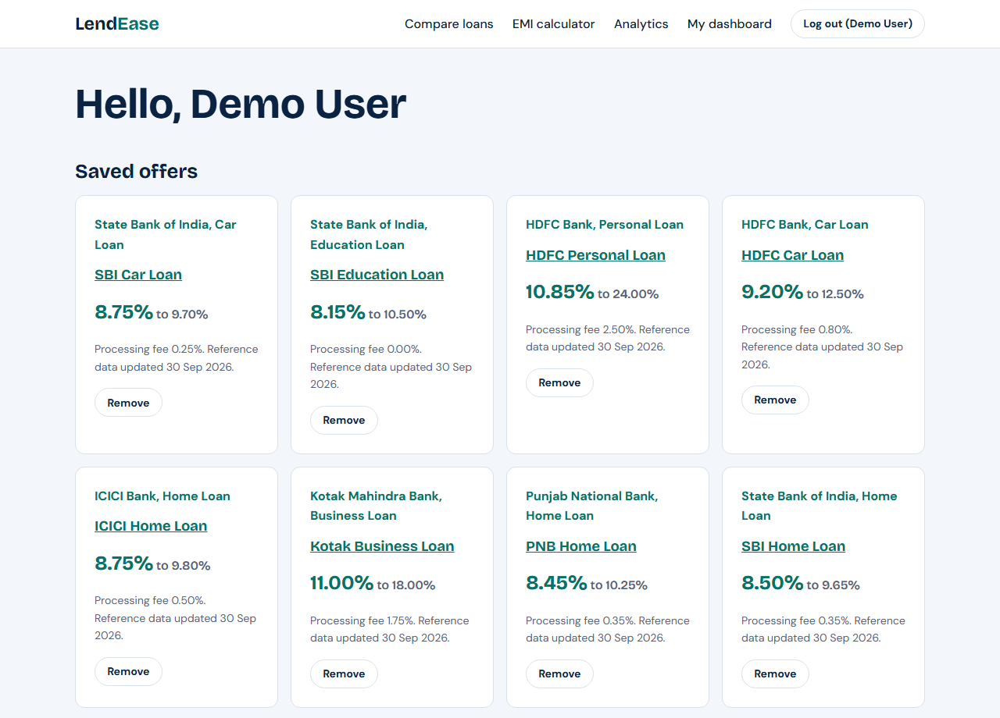 LendEase
Compare loans
EMI calculator
Analytics
My dashboard
Log out (Demo User)
Hello, Demo User
Saved offers
State Bank of India, Car
Loan
SBI Car Loan
8.75% to 9.70%
Processing fee 0.25%. Reference
data updated 30 Sep 2026.
Remove
State Bank of India,
Education Loan
SBI Education Loan
8.15% to 10.50%
Processing fee 0.00%.
Reference data updated 30 Sep
2026.
Remove
HDFC Bank, Personal Loan
HDFC Personal Loan
10.85% to 24.00%
Processing fee 2.50%. Reference
data updated 30 Sep 2026.
Remove
HDFC Bank, Car Loan
HDFC Car Loan
9.20% to 12.50%
Processing fee 0.80%.
Reference data updated 30 Sep
2026.
Remove
ICICI Bank, Home Loan
ICICI Home Loan
8.75% to 9.80%
Processing fee 0.50%.
Reference data updated 30 Sep
2026.
Remove
Kotak Mahindra Bank,
Business Loan
Kotak Business Loan
11.00% to 18.00%
Processing fee 1.75%. Reference
data updated 30 Sep 2026.
Remove
Punjab National Bank,
Home Loan
PNB Home Loan
8.45% to 10.25%
Processing fee 0.35%. Reference
data updated 30 Sep 2026.
Remove
State Bank of India, Home
Loan
SBI Home Loan
8.50% to 9.65%
Processing fee 0.35%. Reference
data updated 30 Sep 2026.
Remove